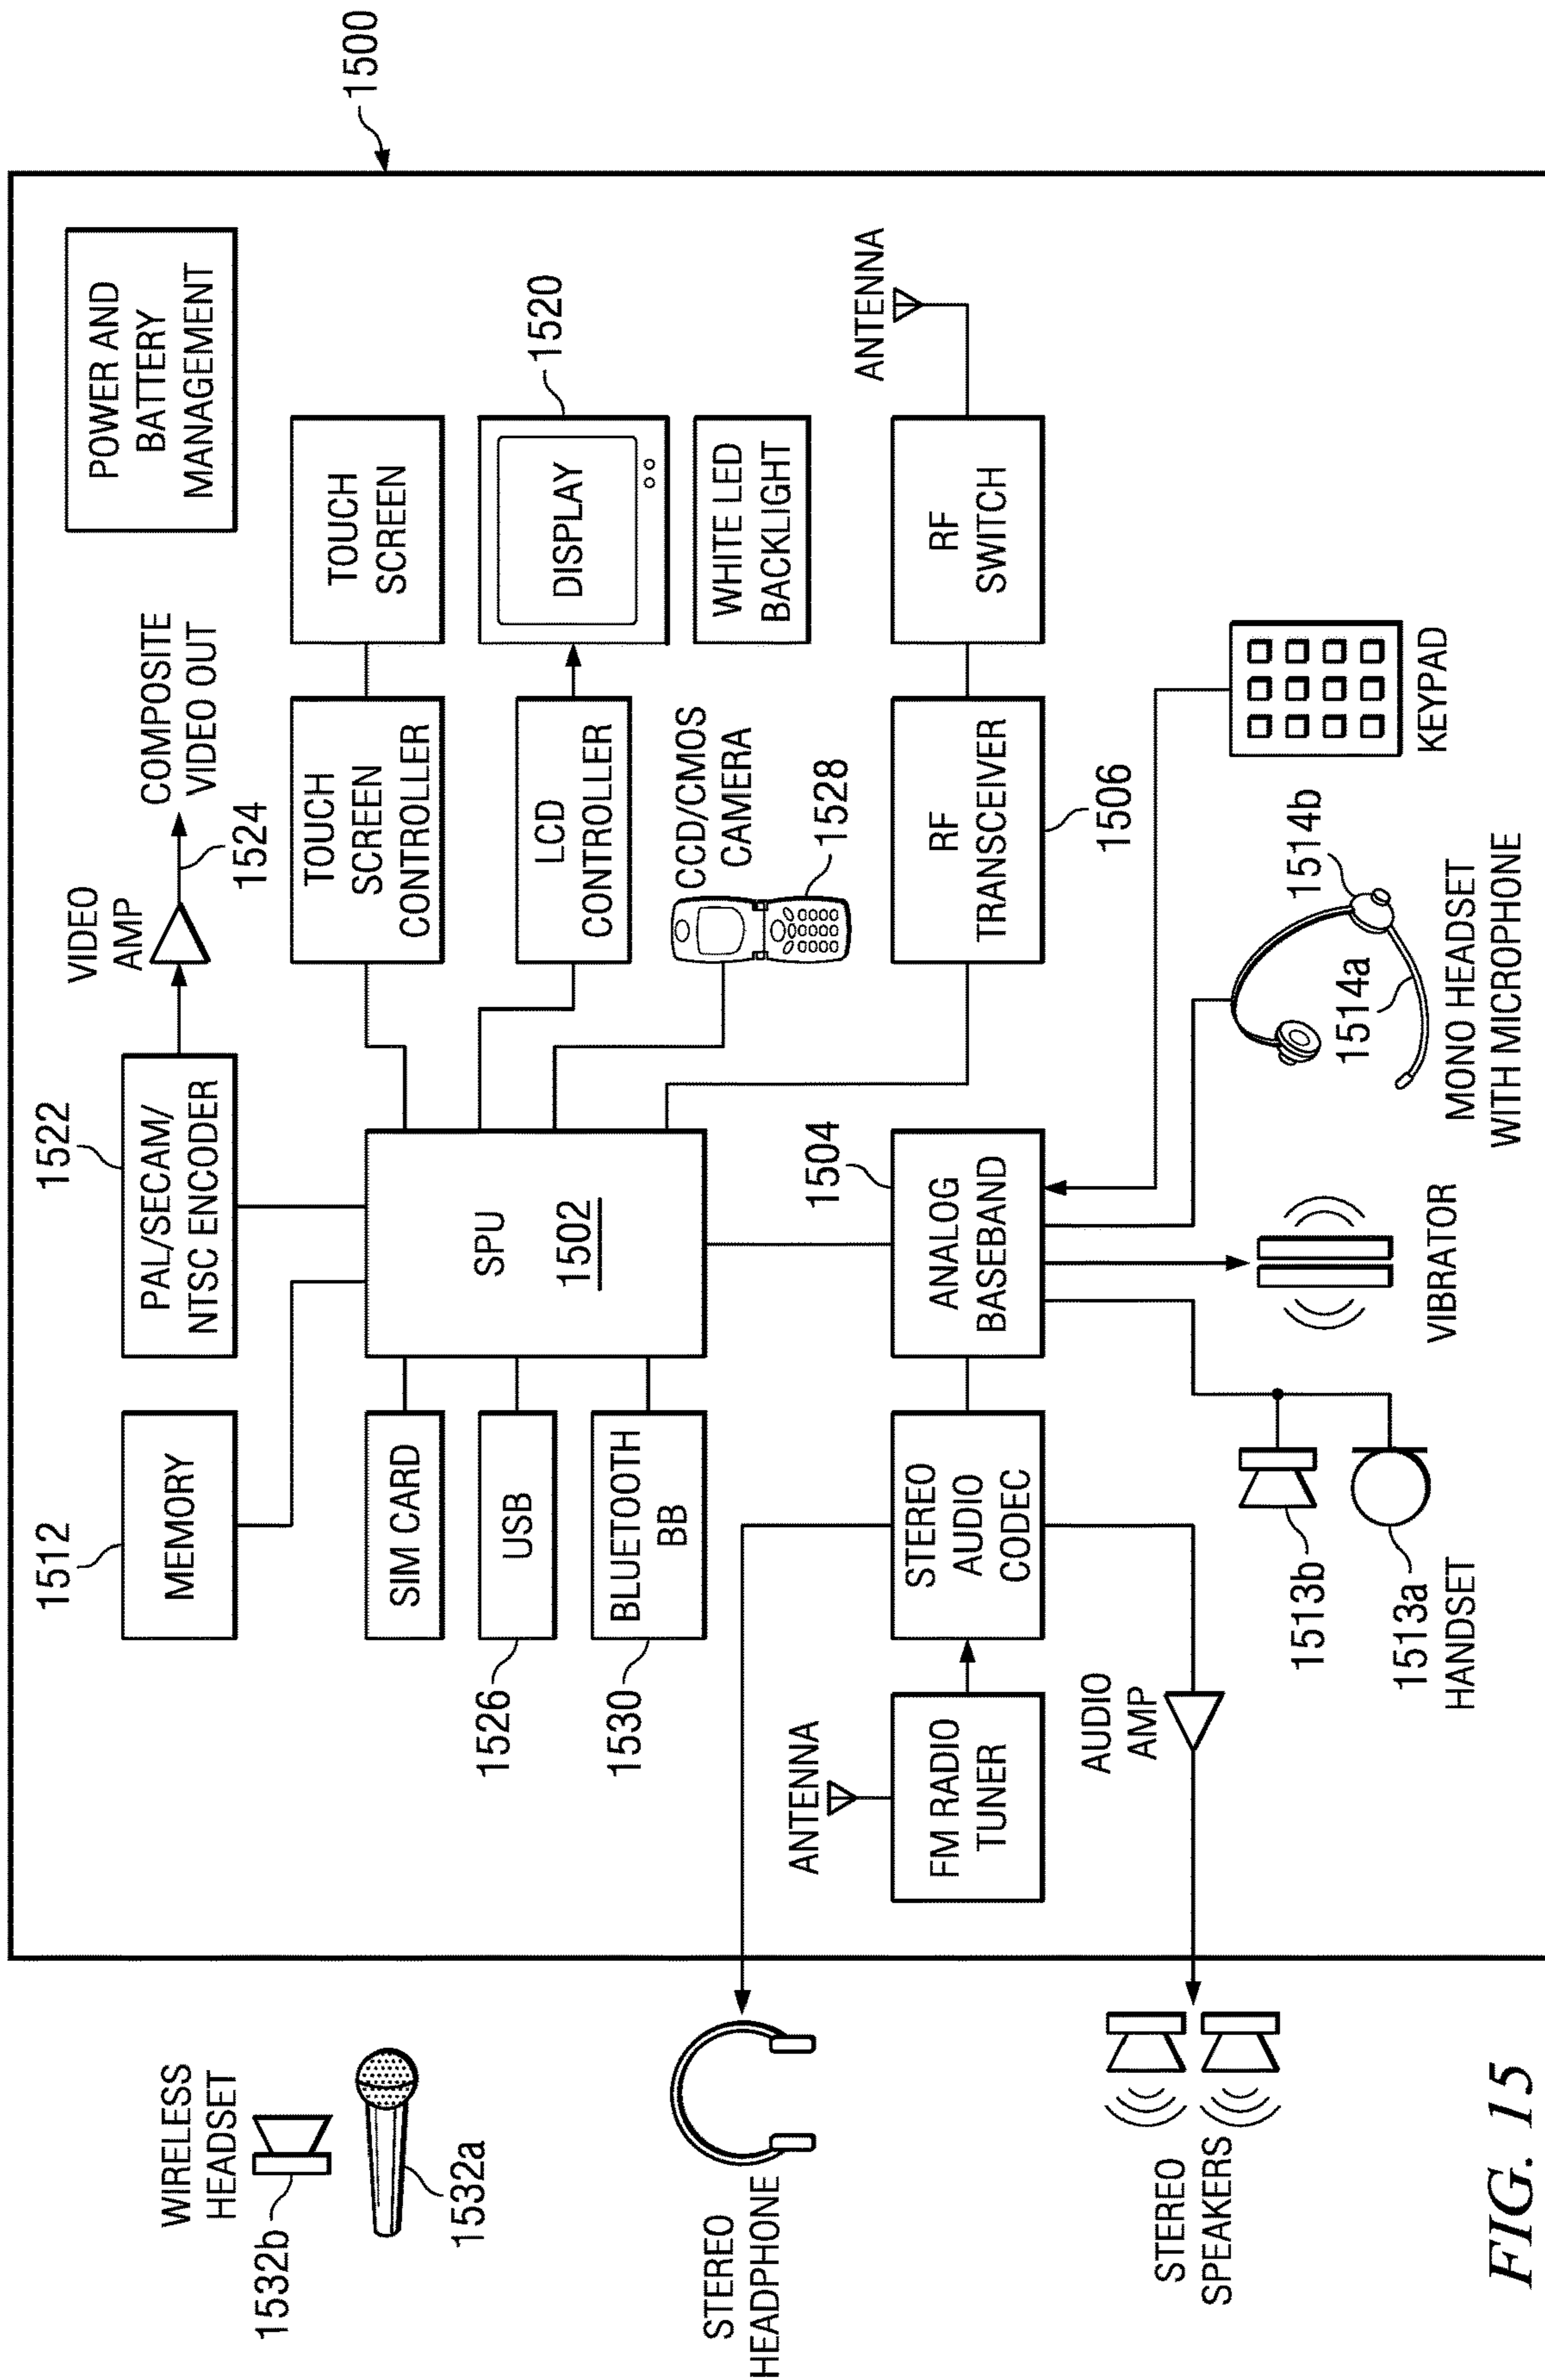 1500
POWER AND
BATTERY
MANAGEMENT
COMPOSITE
VIDEO OUT
VIDEO
AMP
1524
1522
PAL/SECAM/
NTSC ENCODER
1512
MEMORY
TOUCH
SCREEN
TOUCH
SCREEN
CONTROLLER
1520
DISPLAY
LCD
CONTROLLER
WHITE LED
BACKLIGHT
CCD/CMOS
CAMERA
1528
SPU
1502
SIM CARD
USB
1526
BLUETOOTH
BB
1530
WIRELESS
HEADSET
1532b
1532a
ANTENNA
RF
SWITCH
RF
TRANSCEIVER
1506
1504
ANALOG
BASEBAND
STEREO
AUDIO
CODEC
ANTENNA
FM RADIO
TUNER
STEREO
HEADPHONE
AUDIO
AMP
STEREO
SPEAKERS
KEYPAD
1514b
1514a
MONO HEADSET
WITH MICROPHONE
VIBRATOR
1513b
1513a
HANDSET
FIG. 15